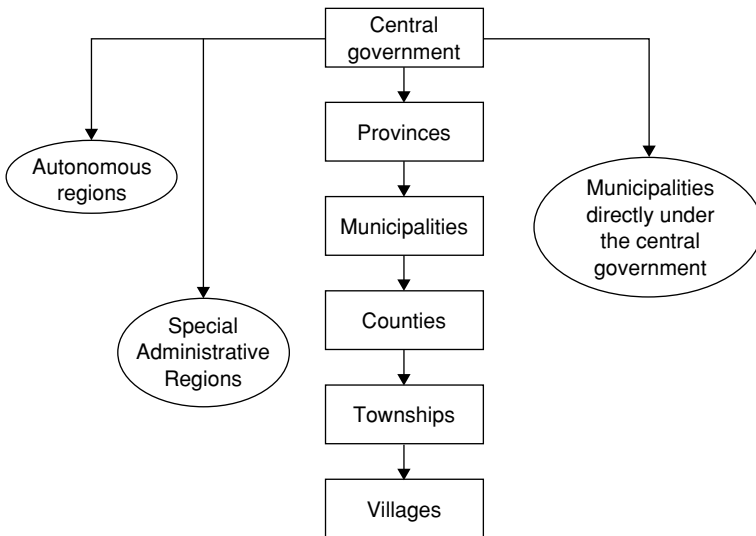 Central
government
Provinces
Autonomous
regions
Municipalities
directly under
the central
government
Municipalities
Special
Administrative
Regions
Counties
Townships
Villages